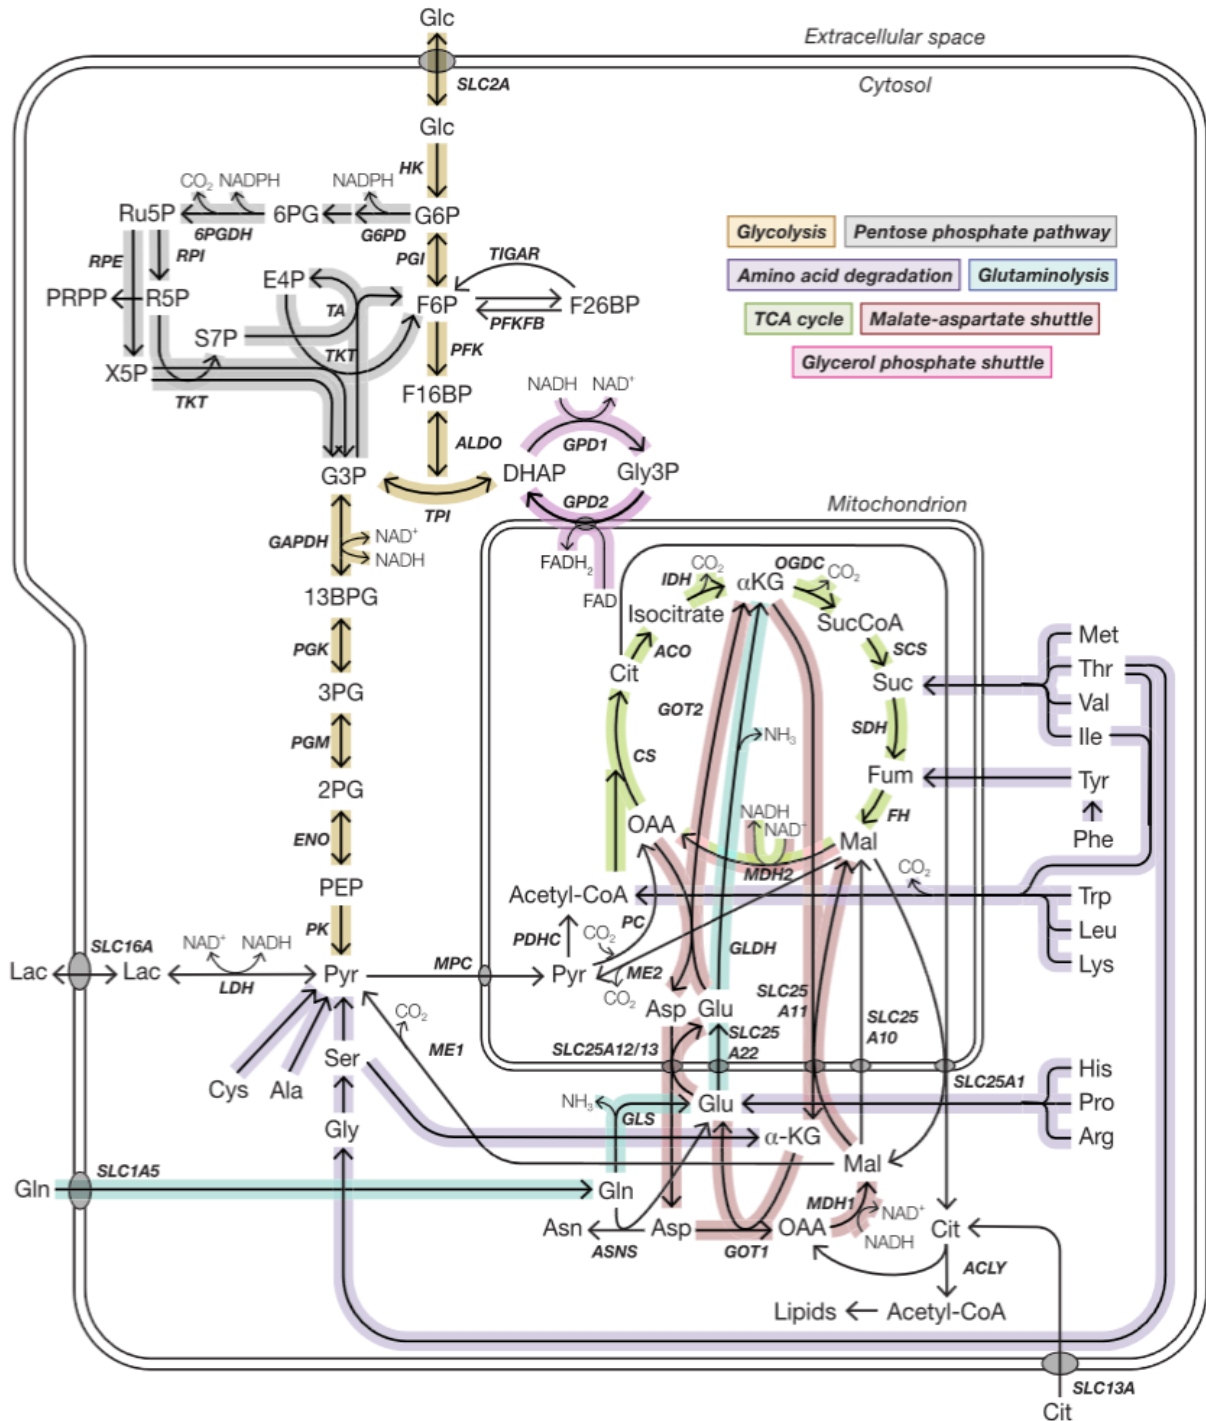 Glc
Extracellular space
SLC2A
Cytosol
Glc
HK
CO2 NADPH
NADPH
Ru5P
6PG
G6P
6PGDH
G6PD
Glycolysis
Pentose phosphate pathway
RPE
RPI
PGI
TIGAR
Amino acid degradation
Glutaminolysis
E4P
PRPP
R5P
TA
F6P
F26BP
PFKFB
TCA cycle
Malate-aspartate shuttle
S7P
TKT
PFK
Glycerol phosphate shuttle
X5P
TKT
F16BP
NADH
NAD+
ALDO
GPD1
G3P
DHAP
Gly3P
TPI
GPD2
Mitochondrion
GAPDH
NAD+
NADH
FADH2
FAD
13BPG
IDH
CO2
αKG
OGDC
CO2
Isocitrate
SucCoA
PGK
ACO
SCS
Met
3PG
Cit
Suc
Thr
GOT2
Val
PGM
NH3
SDH
Ile
CS
2PG
Fum
Tyr
NADH
NAD+
FH
ENO
OAA
Mal
Phe
MDH2
CO2
PEP
Acetyl-CoA
Trp
PK
PC
PDHC
CO2
GLDH
Leu
SLC16A
NAD+
NADH
MPC
Lys
Lac
Lac
LDH
Pyr
Pyr
ME2
CO2
SLC25
A11
SLC25
A10
Asp
Glu
CO2
ME1
SLC25A12/13
SLC25
A22
Ser
SLC25A1
Cys
Ala
His
NH3
GLS
Glu
Pro
Gly
α-KG
Arg
SLC1A5
Mal
Gln
Gln
MDH1
NAD+
NADH
Asn
ASNS
Asp
GOT1
OAA
Cit
ACLY
Lipids
Acetyl-CoA
SLC13A
Cit